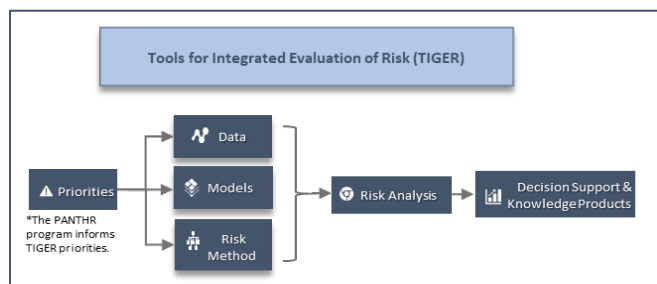 Tools for Integrated Evaluation of Risk (TIGER)
Data
Priorities
Models
Risk Analysis
Decision Support &
Knowledge Products
*The PANTHR
program informs
TIGER priorities.
Risk
Method